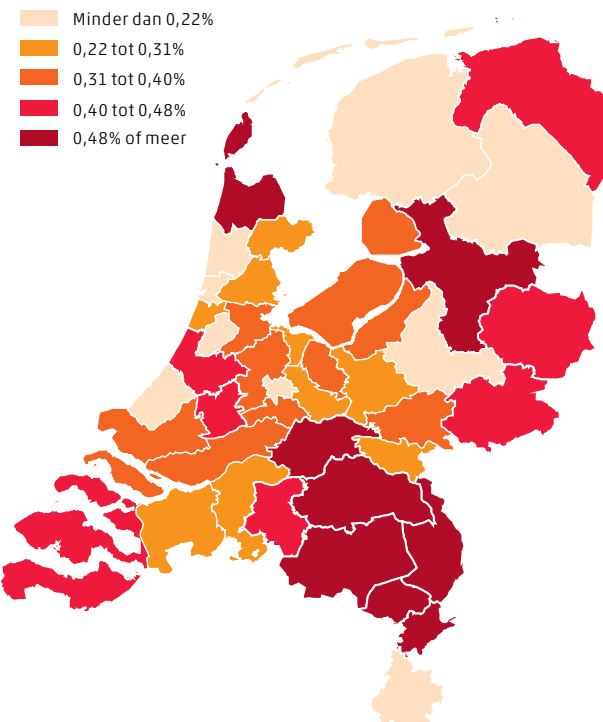 Minder dan 0,22%
0,22 tot 0,31%
0,31 tot 0,40%
0,40 tot 0,48%
0,48% of meer